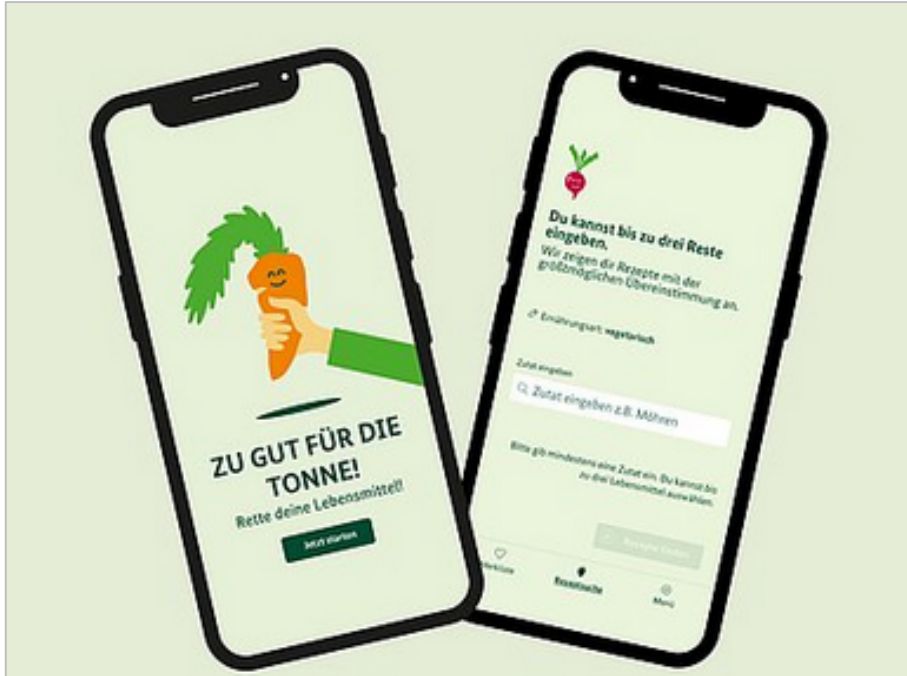 ZU GUT FÜR DIE
TONNE!
Rette deine Lebensmittel!
Jetzt starten
Du kannst bis zu drei Reste
eingeben.
Wir zeigen dir Rezepte mit der
größtmöglichen Übereinstimmung an.
Ernährungsart: vegetarisch
Zutat eingeben
Zutat eingeben z.B. Möhren
Bitte gib mindestens eine Zutat ein. Du kannst bis
zu drei Lebensmittel auswählen.
Rezepte finden
Menü